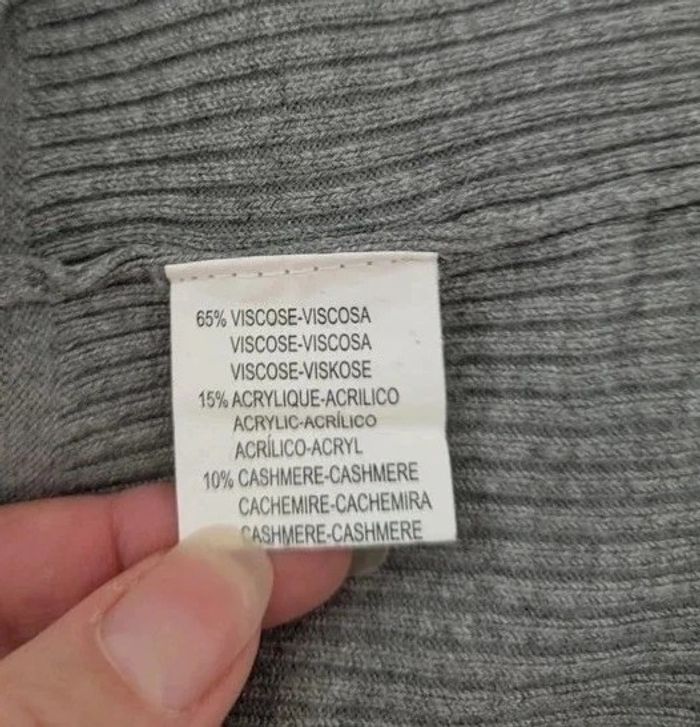 65% VISCOSE-VISCOSA
VISCOSE-VISCOSA
VISCOSE-VISKOSE
15% ACRYLIQUE-ACRILICO
ACRYLIC-ACRÍLICO
ACRÍLICO-ACRYL
10% CASHMERE-CASHMERE
CACHEMIRE-CACHEMIRA
CASHMERE-CASHMERE